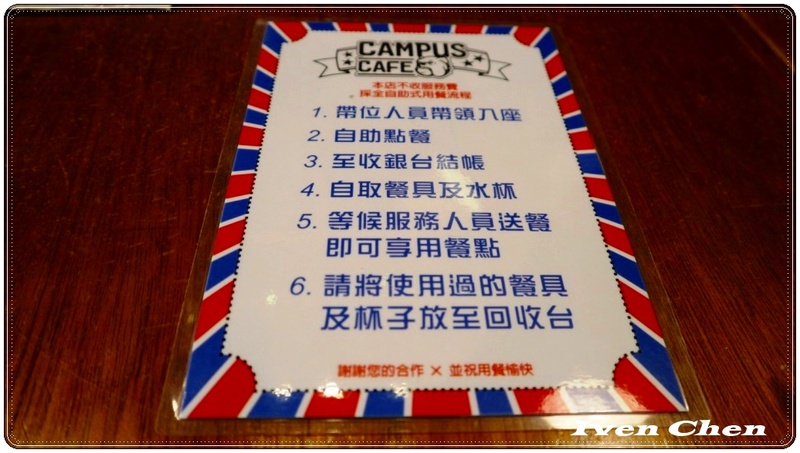 CAMPUS
CAFE
本店不收服務費
採全自助式用餐流程
1. 帶位人員帶領入座
2. 自助點餐
3. 至收銀台結帳
4. 自取餐具及水杯
5. 等候服務人員送餐
即可享用餐點
6. 請將使用過的餐具
及杯子放至回收台
謝謝您的合作 × 並祝用餐愉快
Iven Chen